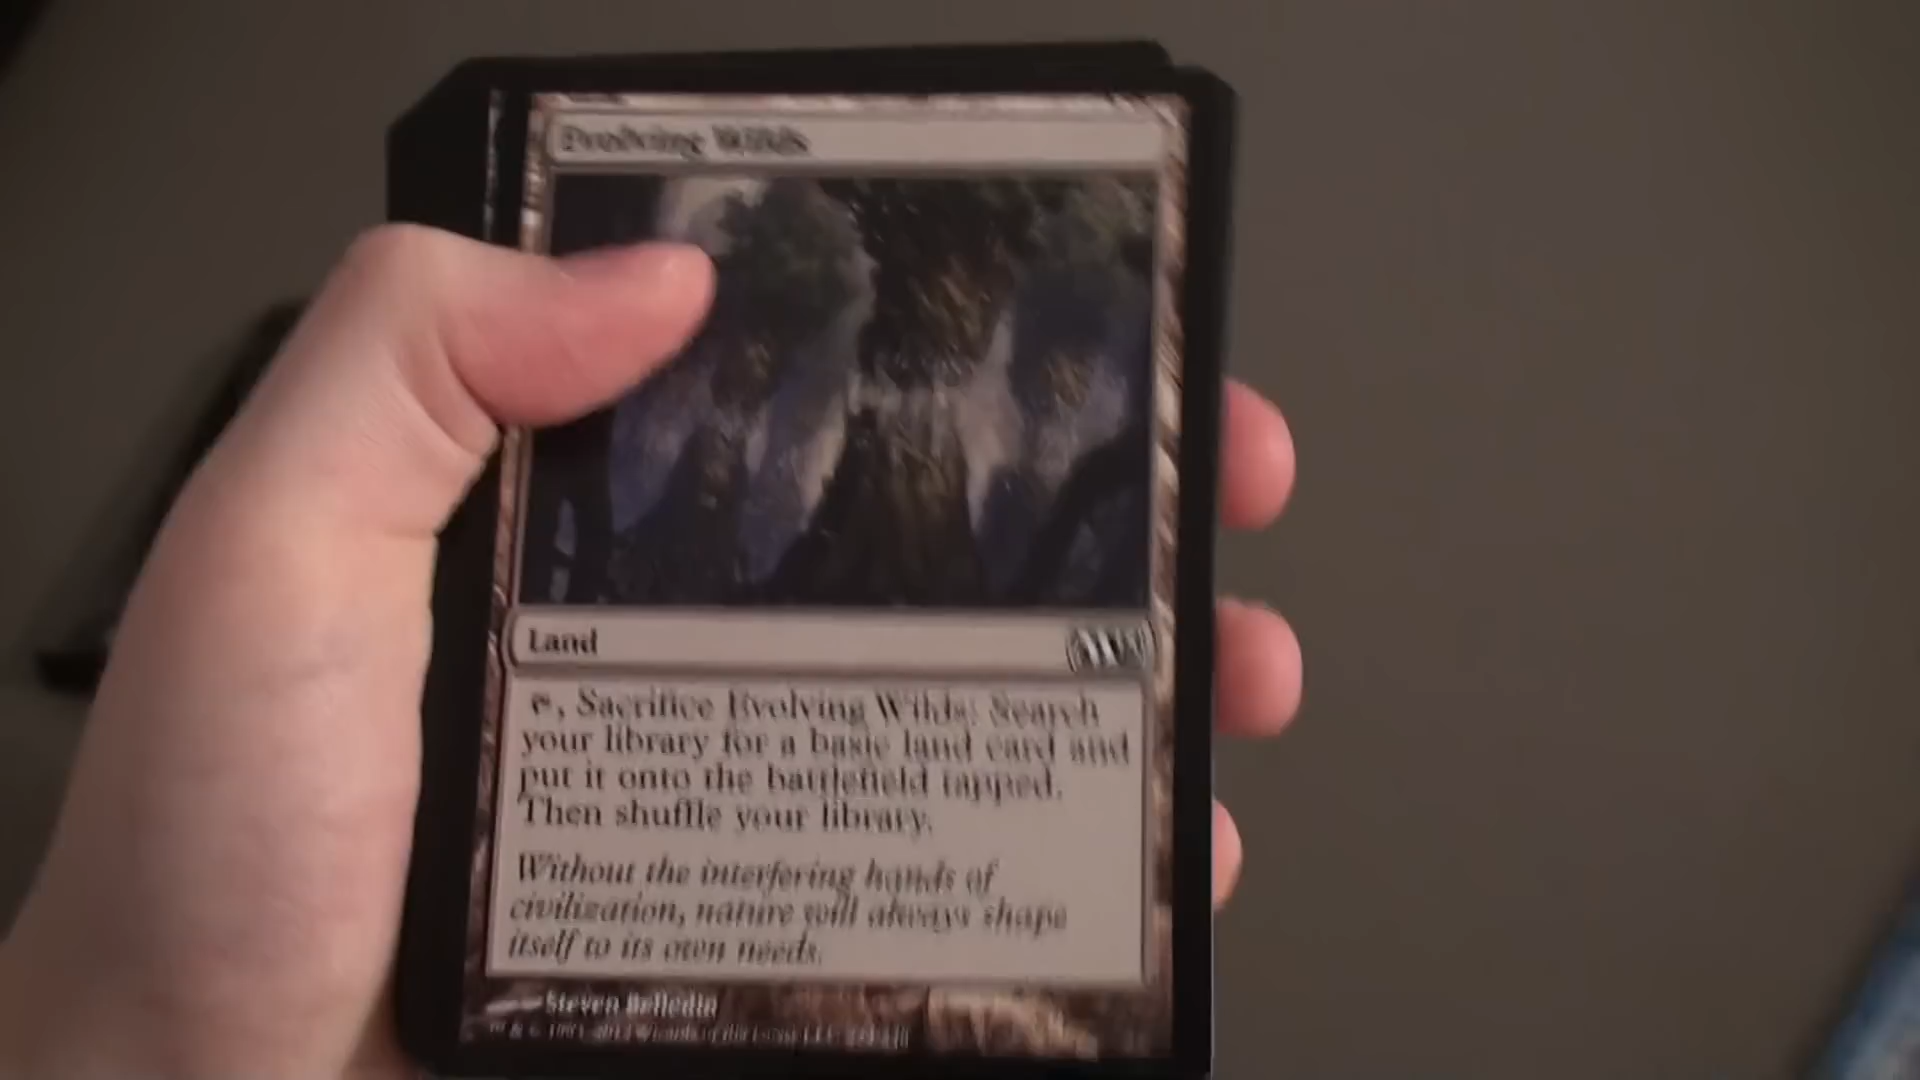 Evolving Wilds
Land
, Sacrifice Evolving Wilds: Search
your library for a basic land card and
put it onto the battlefield tapped.
Then shuffle your library.
Without the interfering hands of
civilization, nature will always shape
itself to its own needs.
Steven Belledin